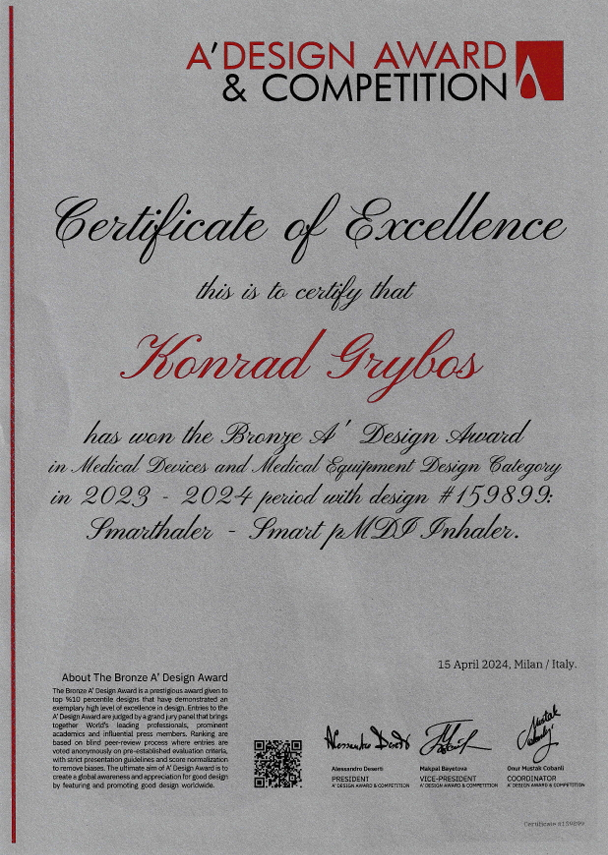 A'DESIGN AWARD
& COMPETITION
Certificate of Excellence
this is to certify that
Konrad Grybos
has won the Bronze A' Design Award
in Medical Devices and Medical Equipment Design Category
in 2023 - 2024 period with design #159899:
Smarthaler - Smart pMDI Inhaler.
15 April 2024, Milan / Italy.
About The Bronze A' Design Award
The Bronze A' Design Award is a prestigious award given to
top %10 percentile designs that have demonstrated an
exemplary high level of excellence in design. Entries to the
A' Design Award are judged by a grand jury panel that brings
together World's leading professionals, prominent
academics and influential press members. Ranking are
based on blind peer-review process where entries are
voted anonymously on pre-established evaluation criteria,
with strict presentation guidelines and score normalization
to remove biases. The ultimate aim of A' Design Award is to
create a global awareness and appreciation for good design
by featuring and promoting good design worldwide.
Alessandro Deserti
PRESIDENT
A' DESIGN AWARD & COMPETITION
Makpal Bayetova
VICE-PRESIDENT
A' DESIGN AWARD & COMPETITION
Onur Mustak Cobanli
COORDINATOR
A' DESIGN AWARD & COMPETITION
Certificate #159899